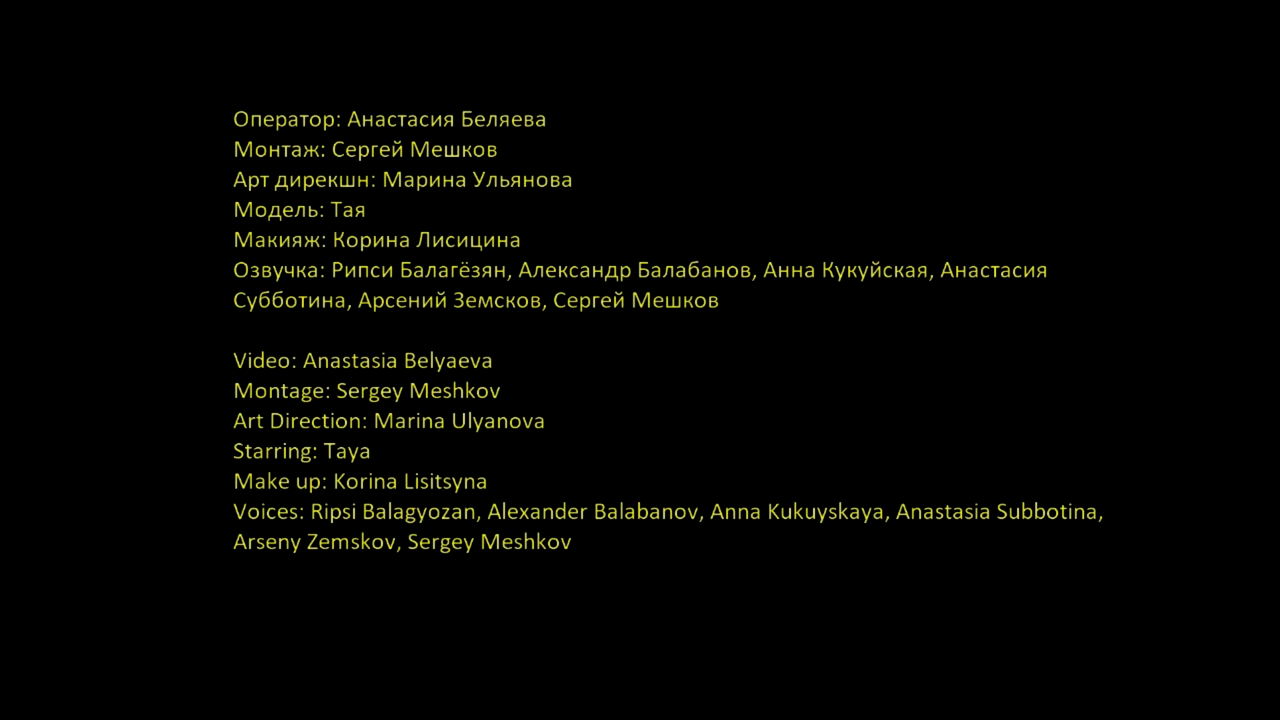 Оператор: Анастасия Беляева
Монтаж: Сергей Мешков
Арт дирекшн: Марина Ульянова
Модель: Тая
Макияж: Корина Лисицина
Озвучка: Рипси Балагёзян, Александр Балабанов, Анна Кукуйская, Анастасия
Субботина, Арсений Земсков, Сергей Мешков
Video: Anastasia Belyaeva
Montage: Sergey Meshkov
Art Direction: Marina Ulyanova
Starring: Taya
Make up: Korina Lisitsyna
Voices: Ripsi Balagyozan, Alexander Balabanov, Anna Kukuyskaya, Anastasia Subbotina,
Arseny Zemskov, Sergey Meshkov